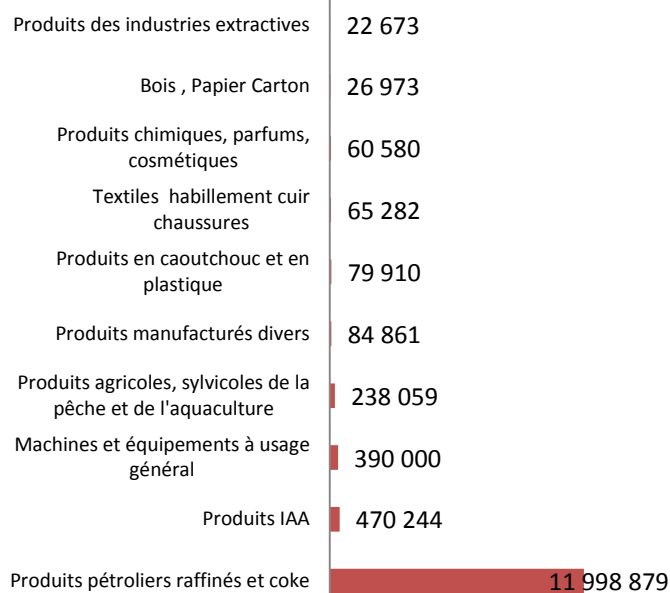 Produits des industries extractives 22 673
Bois , Papier Carton 26 973
Produits chimiques, parfums,
cosmétiques 60 580
Textiles habillement cuir
chaussures 65 282
Produits en caoutchouc et en
plastique 79 910
Produits manufacturés divers 84 861
Produits agricoles, sylvicoles de la
pêche et de l'aquaculture 238 059
Machines et équipements à usage
général 390 000
Produits IAA 470 244
Produits pétroliers raffinés et coke 11 998 879